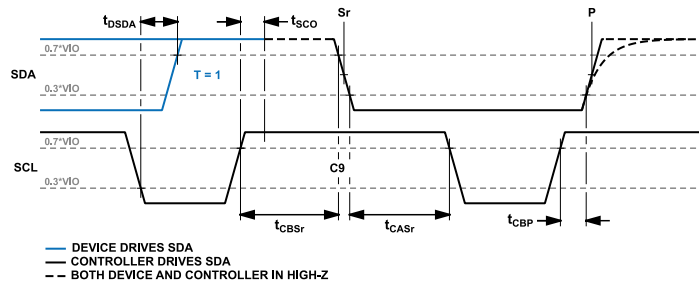 tDSDA
tSCO
Sr
P
0.7*VIO
SDA
T = 1
0.3*VIO
0.7*VIO
SCL
C9
0.3*VIO
tCBSr
tCASr
tCBP
DEVICE DRIVES SDA
CONTROLLER DRIVES SDA
BOTH DEVICE AND CONTROLLER IN HIGH-Z